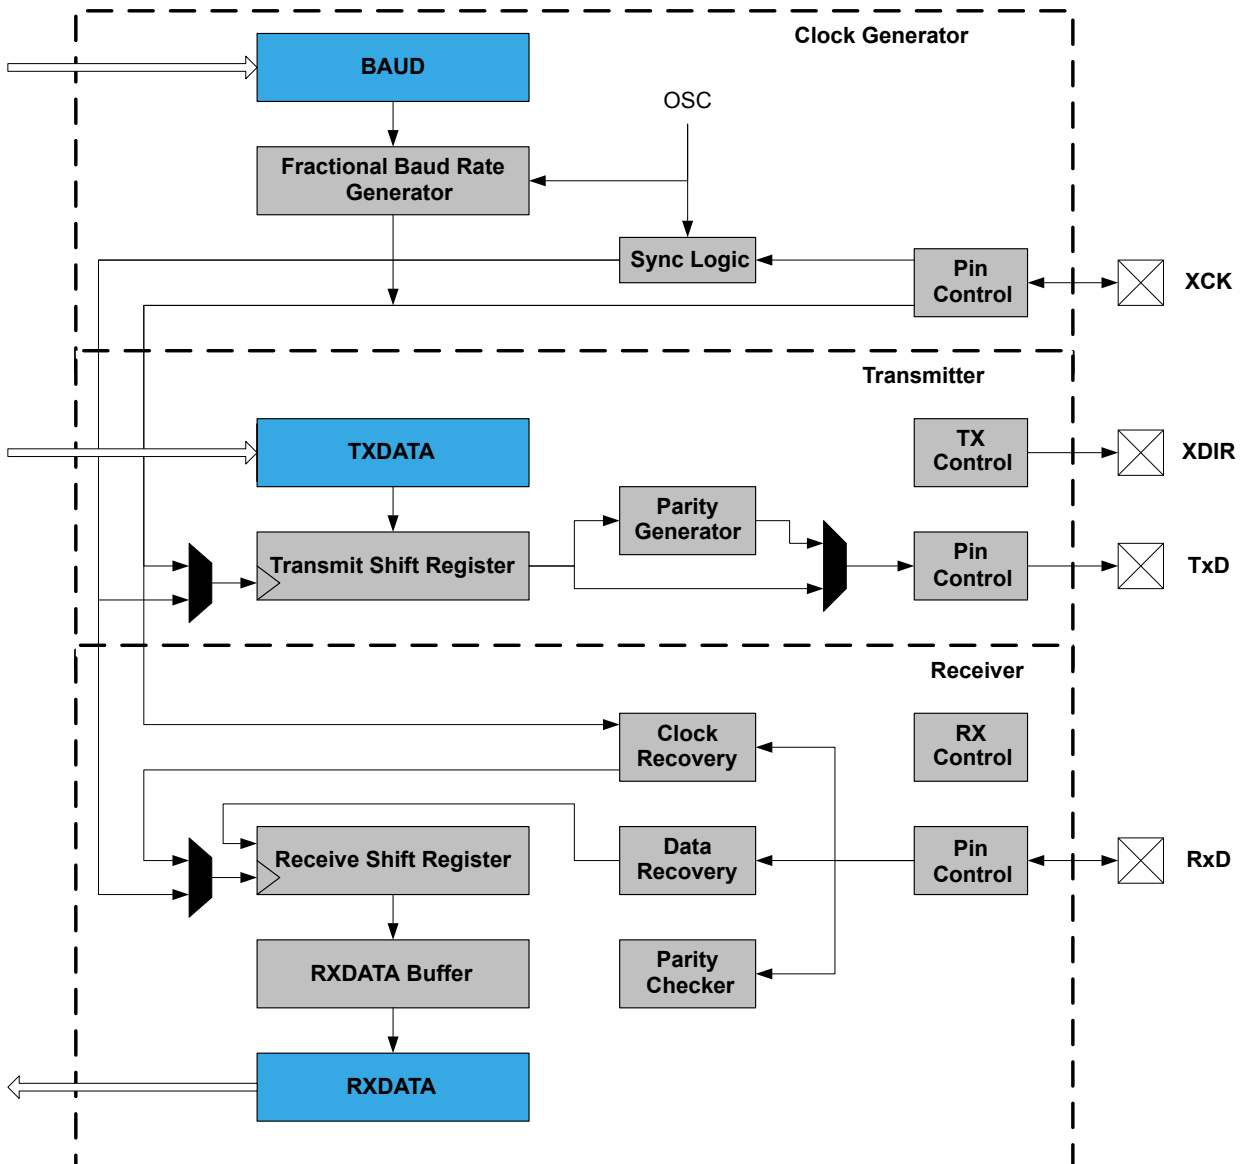 Clock Generator
BAUD
OSC
Fractional Baud Rate
Generator
Sync Logic
Pin
Control
XCK
Transmitter
TXDATA
TX
Control
XDIR
Parity
Generator
Transmit Shift Register
Pin
Control
TxD
Receiver
Clock
Recovery
RX
Control
Receive Shift Register
Data
Recovery
Pin
Control
RxD
RXDATA Buffer
Parity
Checker
RXDATA